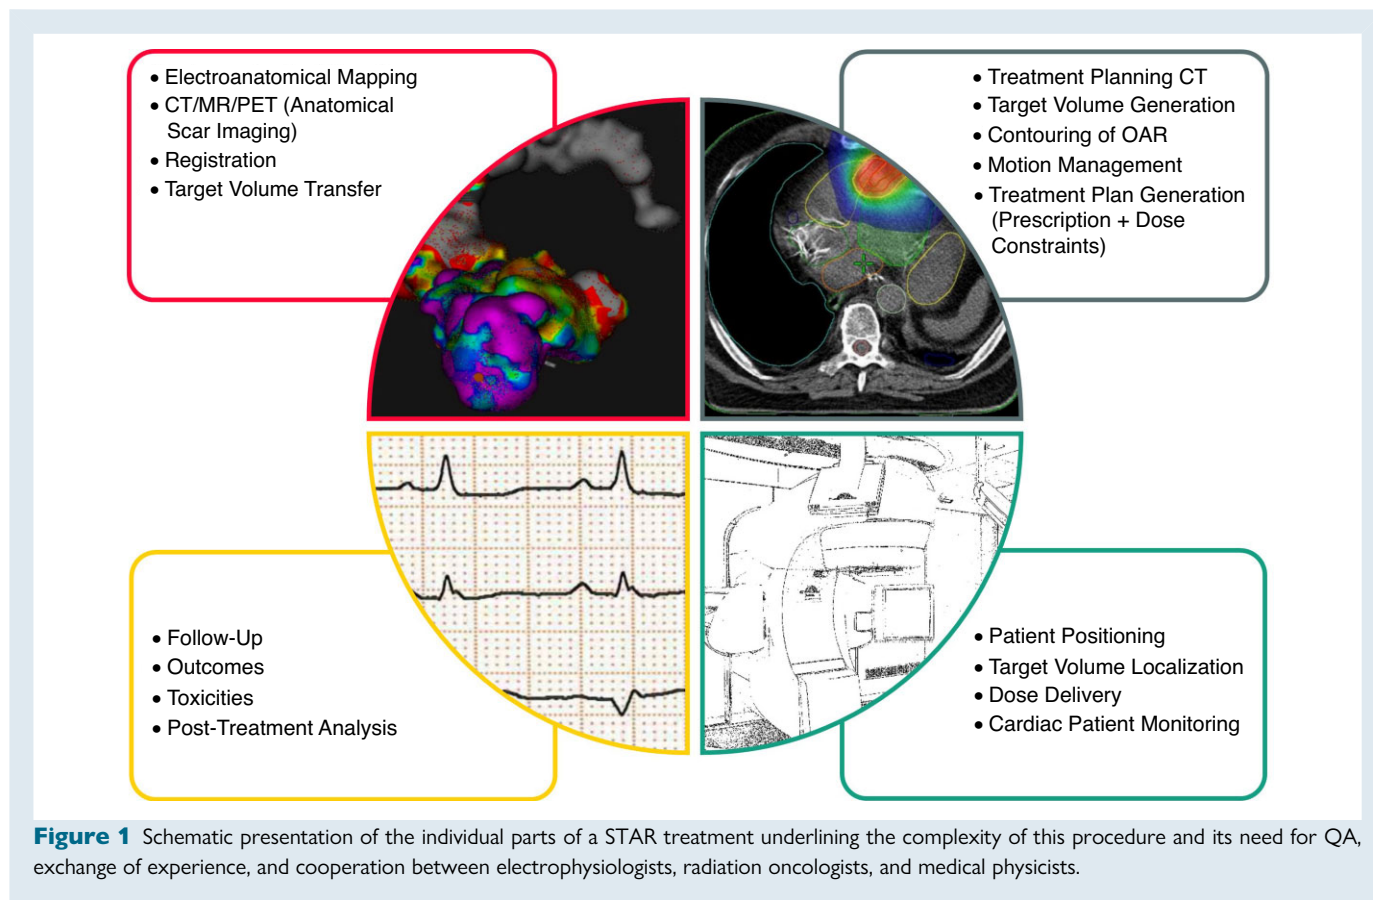 • Electroanatomical Mapping
• CT/MR/PET (Anatomical
Scar Imaging)
• Registration
• Target Volume Transfer
• Treatment Planning CT
• Target Volume Generation
• Contouring of OAR
• Motion Management
• Treatment Plan Generation
(Prescription + Dose
Constraints)
• Follow-Up
• Outcomes
• Toxicities
• Post-Treatment Analysis
• Patient Positioning
• Target Volume Localization
• Dose Delivery
• Cardiac Patient Monitoring
Figure 1 Schematic presentation of the individual parts of a STAR treatment underlining the complexity of this procedure and its need for QA,
exchange of experience, and cooperation between electrophysiologists, radiation oncologists, and medical physicists.